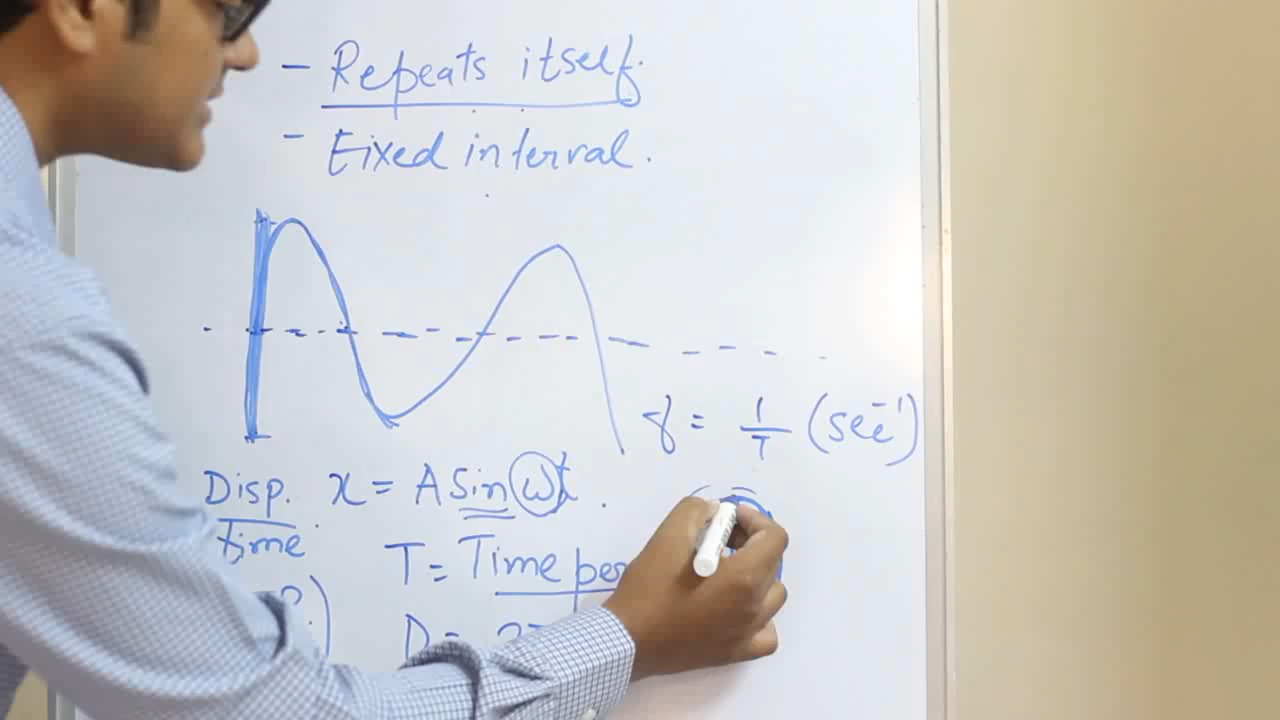 - Repeats itself.
- Fixed interval.
f = 1/T (sec⁻¹)
Disp. x = A Sin ωt.
time
T = Time per